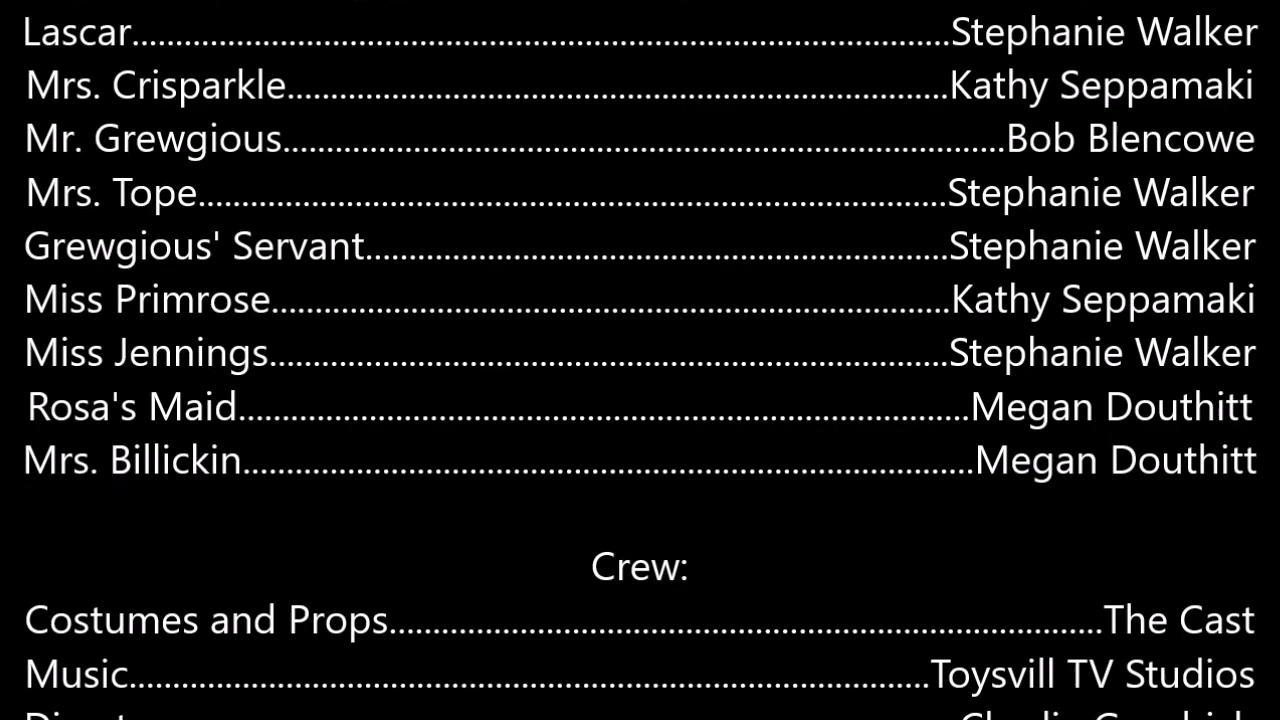 Lascar...............................................................................................Stephanie Walker
Mrs. Crisparkle.............................................................................Kathy Seppamaki
Mr. Grewgious....................................................................................Bob Blencowe
Mrs. Tope.......................................................................................Stephanie Walker
Grewgious' Servant....................................................................Stephanie Walker
Miss Primrose...............................................................................Kathy Seppamaki
Miss Jennings...............................................................................Stephanie Walker
Rosa's Maid.....................................................................................Megan Douthitt
Mrs. Billickin.....................................................................................Megan Douthitt
Crew:
Costumes and Props...................................................................................The Cast
Music.............................................................................................Toysvill TV Studios